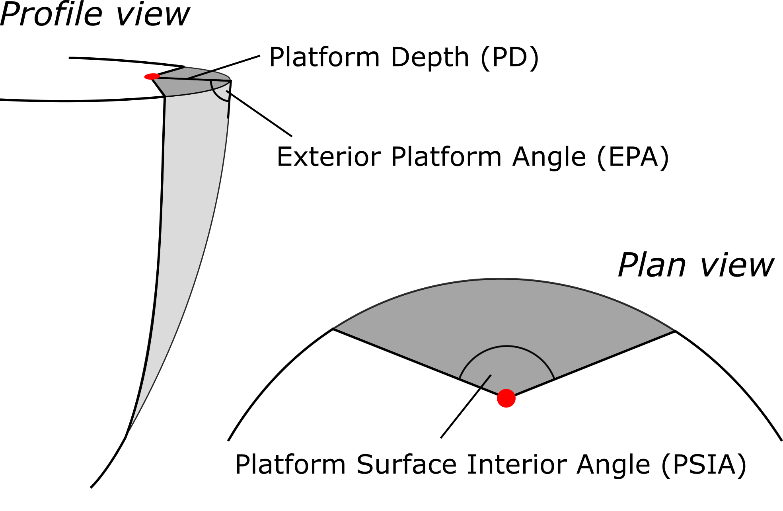 Profile view
Platform Depth (PD)
Exterior Platform Angle (EPA)
Plan view
Platform Surface Interior Angle (PSIA)